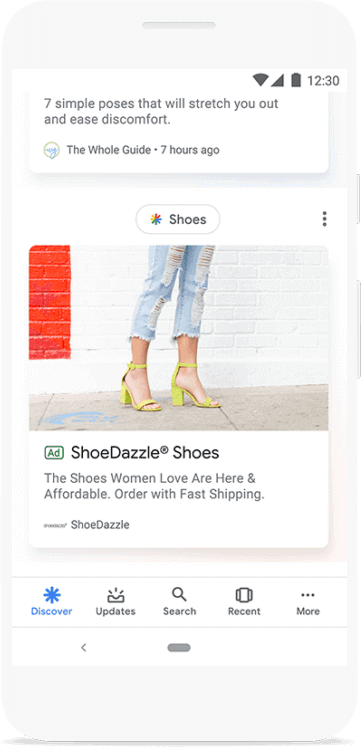 12:30
7 simple poses that will stretch you out
and ease discomfort.
The Whole Guide • 7 hours ago
Shoes
Ad ShoeDazzle® Shoes
The Shoes Women Love Are Here &
Affordable. Order with Fast Shipping.
ShoeDazzle
Discover Updates Search Recent More